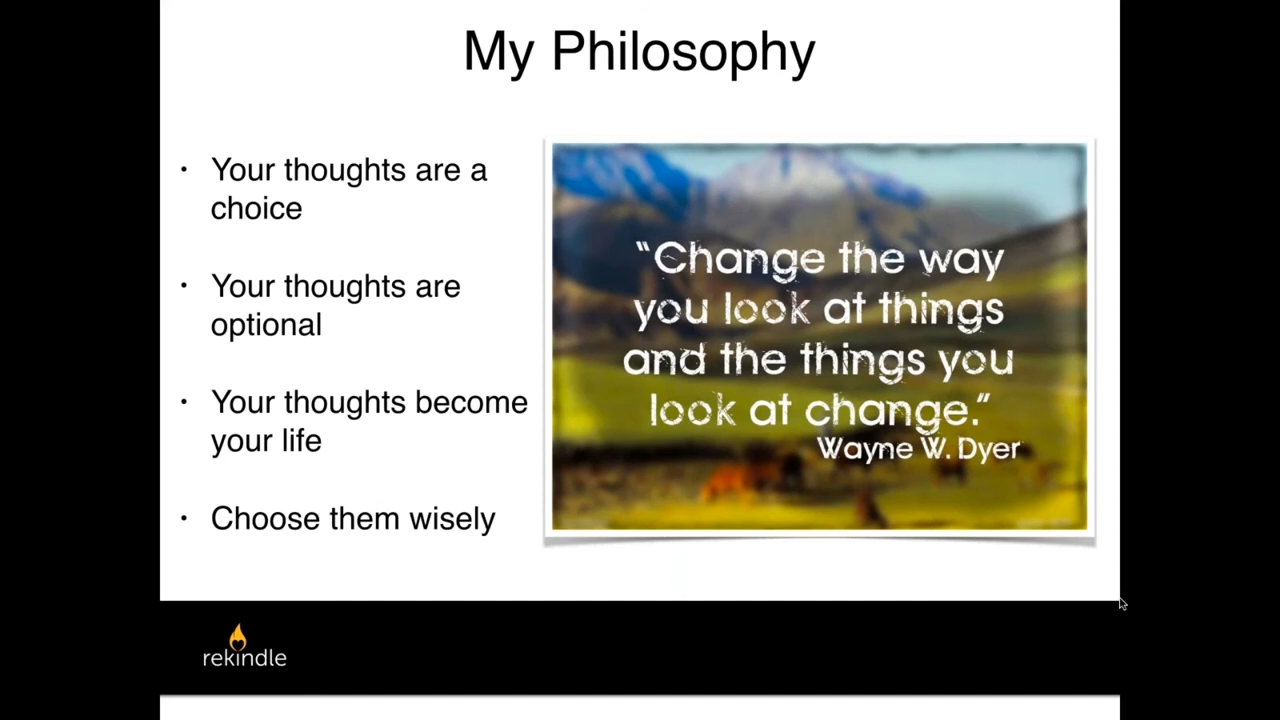 My Philosophy
• Your thoughts are a
choice
• Your thoughts are
optional
• Your thoughts become
your life
• Choose them wisely
“Change the way
you look at things
and the things you
look at change.”
Wayne W. Dyer
rekindle